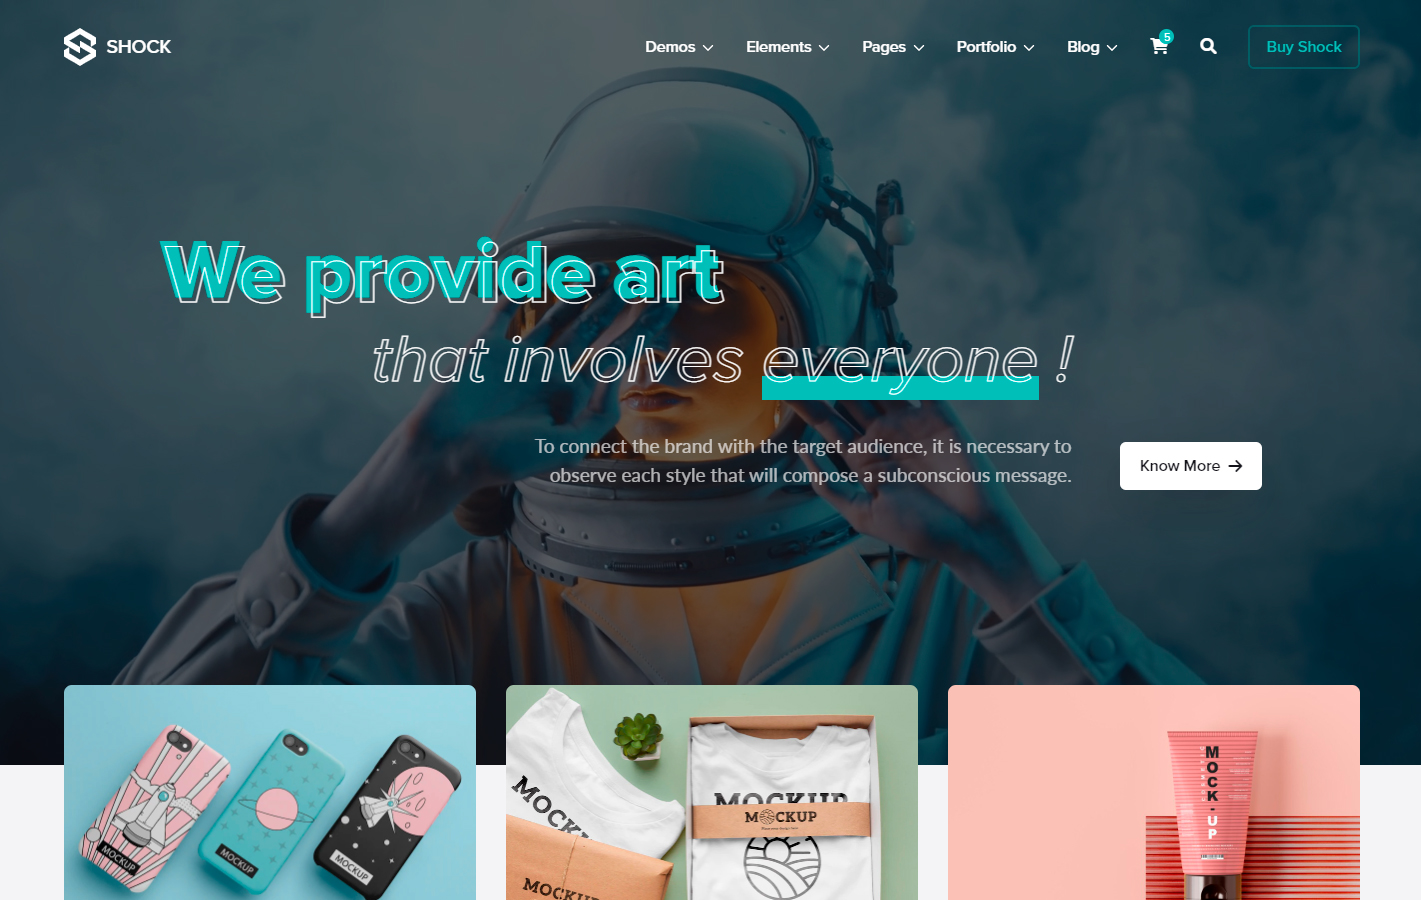 SHOCK
Demos
Elements
Pages
Portfolio
Blog
5
Buy Shock
We provide art
that involves everyone !
To connect the brand with the target audience, it is necessary to
observe each style that will compose a subconscious message.
Know More
MOCKUP
MOCKUP
MOCKUP
MOCKUP
MOCKUP
MOCKUP
MOCKUP
MOCK-UP